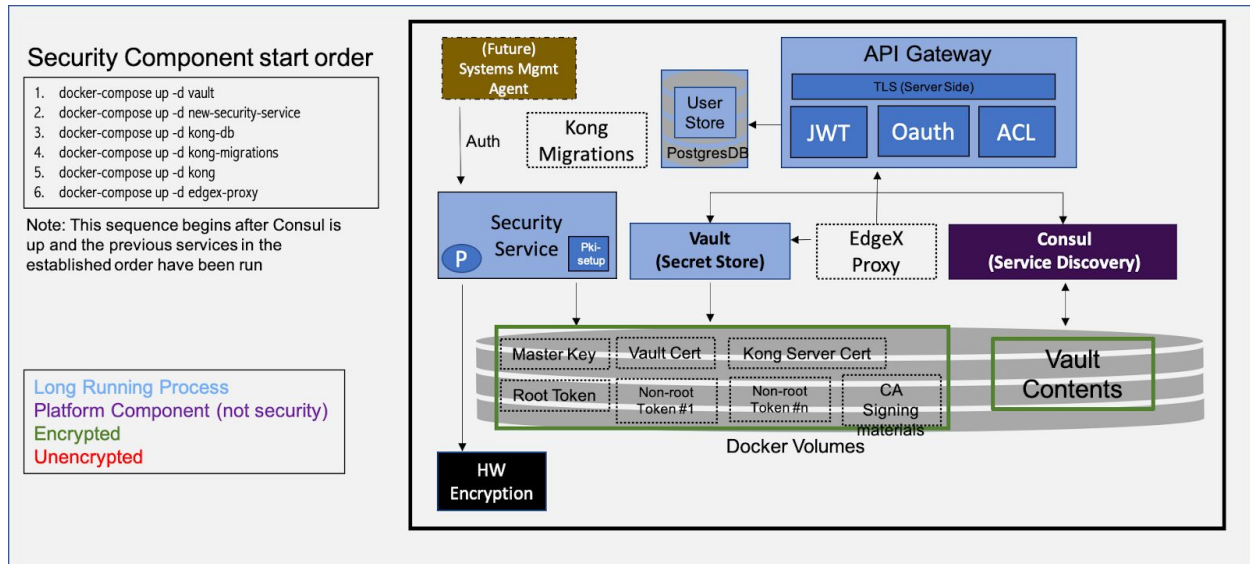 Security Component start order
1. docker-compose up -d vault
2. docker-compose up -d new-security-service
3. docker-compose up -d kong-db
4. docker-compose up -d kong-migrations
5. docker-compose up -d kong
6. docker-compose up -d edgex-proxy
Note: This sequence begins after Consul is
up and the previous services in the
established order have been run
Long Running Process
Platform Component (not security)
Encrypted
Unencrypted
(Future)
Systems Mgmt
Agent
Auth
Kong
Migrations
User
Store
PostgresDB
API Gateway
TLS (Server Side)
JWT
Oauth
ACL
Security
Service
P
Pki-
setup
Vault
(Secret Store)
EdgeX
Proxy
Consul
(Service Discovery)
Master Key
Vault Cert
Kong Server Cert
Root Token
Non-root
Token #1
Non-root
Token #n
CA
Signing
materials
Vault
Contents
Docker Volumes
HW
Encryption